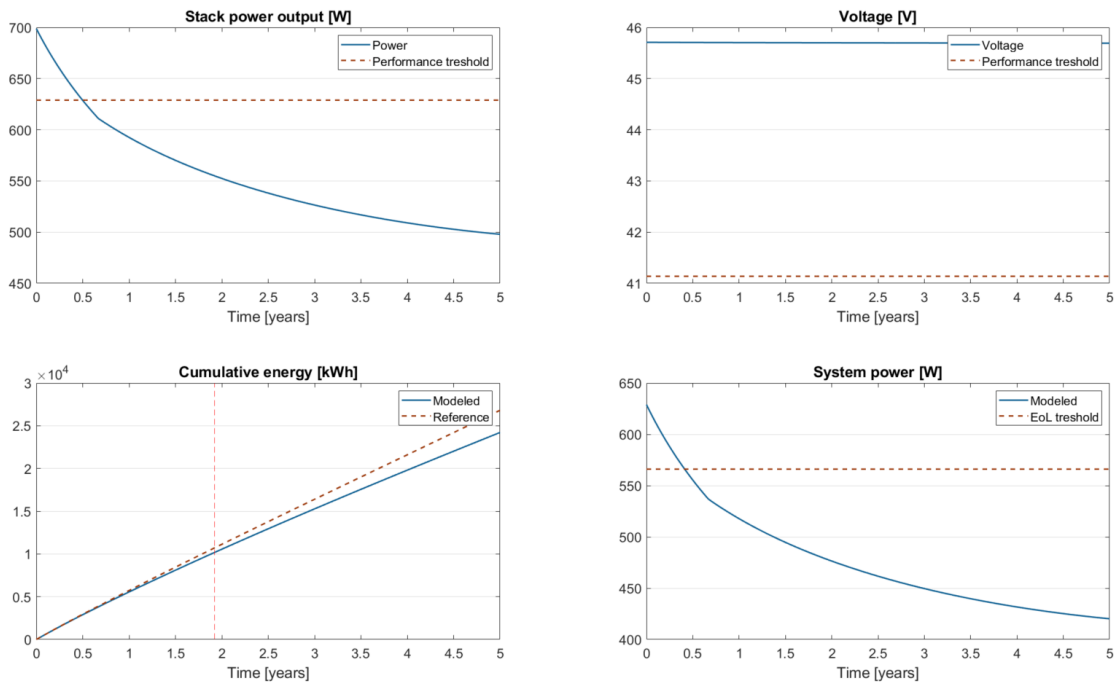 Stack power output [W]
700
650
600
550
500
450
Power
Performance treshold
0 0.5 1 1.5 2 2.5 3 3.5 4 4.5 5
Time [years]
Voltage [V]
46
45
44
43
42
41
Voltage
Performance treshold
0 0.5 1 1.5 2 2.5 3 3.5 4 4.5 5
Time [years]
Cumulative energy [kWh]
×10⁴
3
2.5
2
1.5
1
0.5
0
Modeled
Reference
0 0.5 1 1.5 2 2.5 3 3.5 4 4.5 5
Time [years]
System power [W]
650
600
550
500
450
400
Modeled
EoL treshold
0 0.5 1 1.5 2 2.5 3 3.5 4 4.5 5
Time [years]